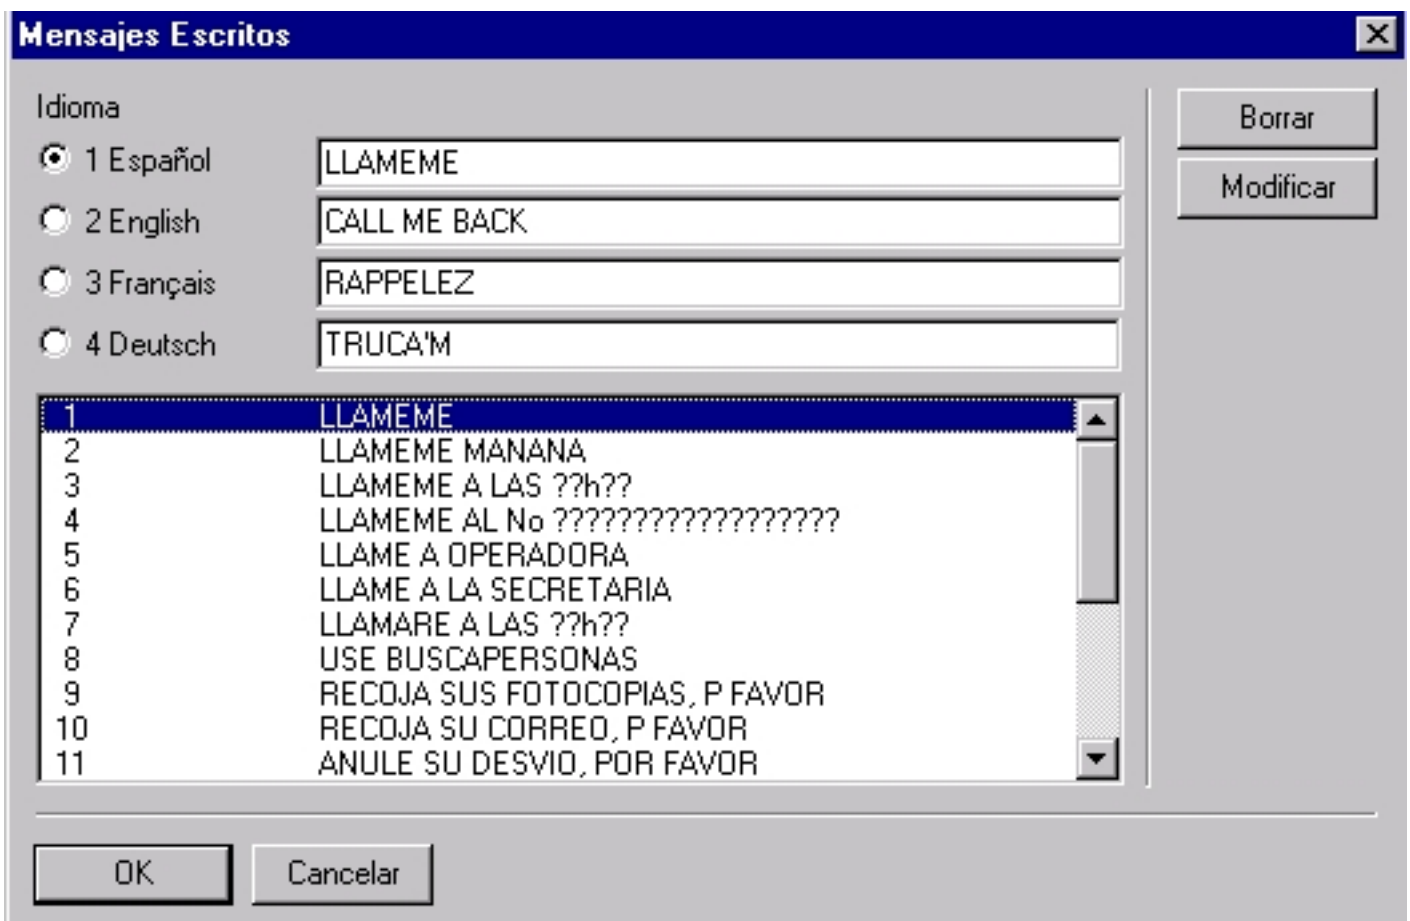 Mensajes Escritos
Idioma
Borrar
1 Español LLAMEME
Modificar
2 English CALL ME BACK
3 Français RAPPELEZ
4 Deutsch TRUCA'M
1 LLAMEME
2 LLAMEME MANANA
3 LLAMEME A LAS ??h??
4 LLAMEME AL No ??????????????????
5 LLAME A OPERADORA
6 LLAME A LA SECRETARIA
7 LLAMARE A LAS ??h??
8 USE BUSCAPERSONAS
9 RECOJA SUS FOTOCOPIAS, P FAVOR
10 RECOJA SU CORREO, P FAVOR
11 ANULE SU DESVIO, POR FAVOR
OK Cancelar